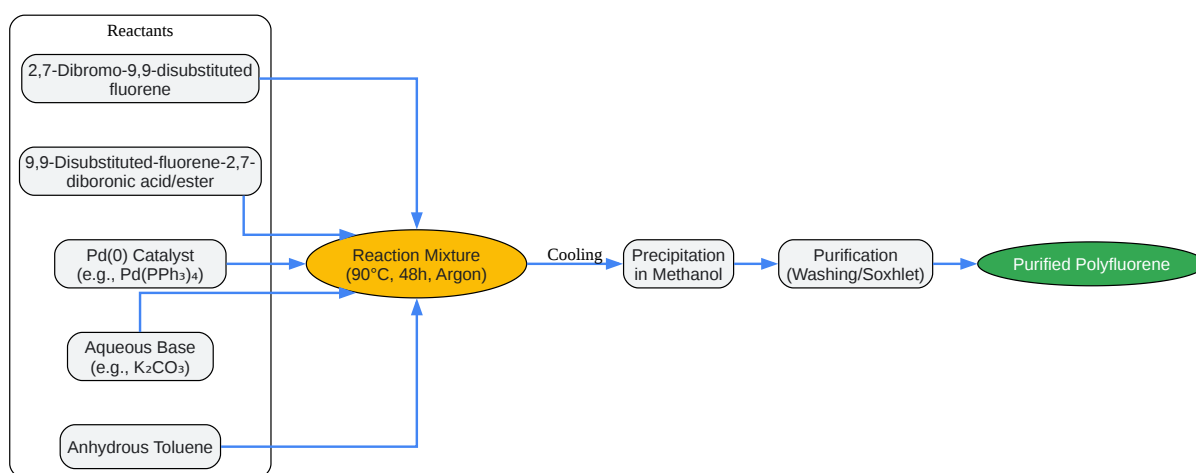 Reactants
2,7-Dibromo-9,9-disubstituted
fluorene
9,9-Disubstituted-fluorene-2,7-
diboronic acid/ester
Pd(0) Catalyst
(e.g., Pd(PPh₃)₄)
Aqueous Base
(e.g., K₂CO₃)
Anhydrous Toluene
Reaction Mixture
(90°C, 48h, Argon)
Cooling
Precipitation
in Methanol
Purification
(Washing/Soxhlet)
Purified Polyfluorene